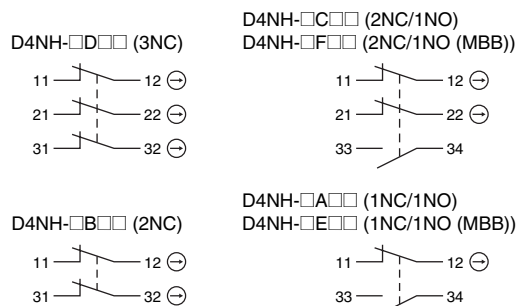 D4NH-□D□□ (3NC)
11 12
21 22
31 32
D4NH-□C□□ (2NC/1NO)
D4NH-□F□□ (2NC/1NO (MBB))
11 12
21 22
33 34
D4NH-□B□□ (2NC)
11 12
31 32
D4NH-□A□□ (1NC/1NO)
D4NH-□E□□ (1NC/1NO (MBB))
11 12
33 34